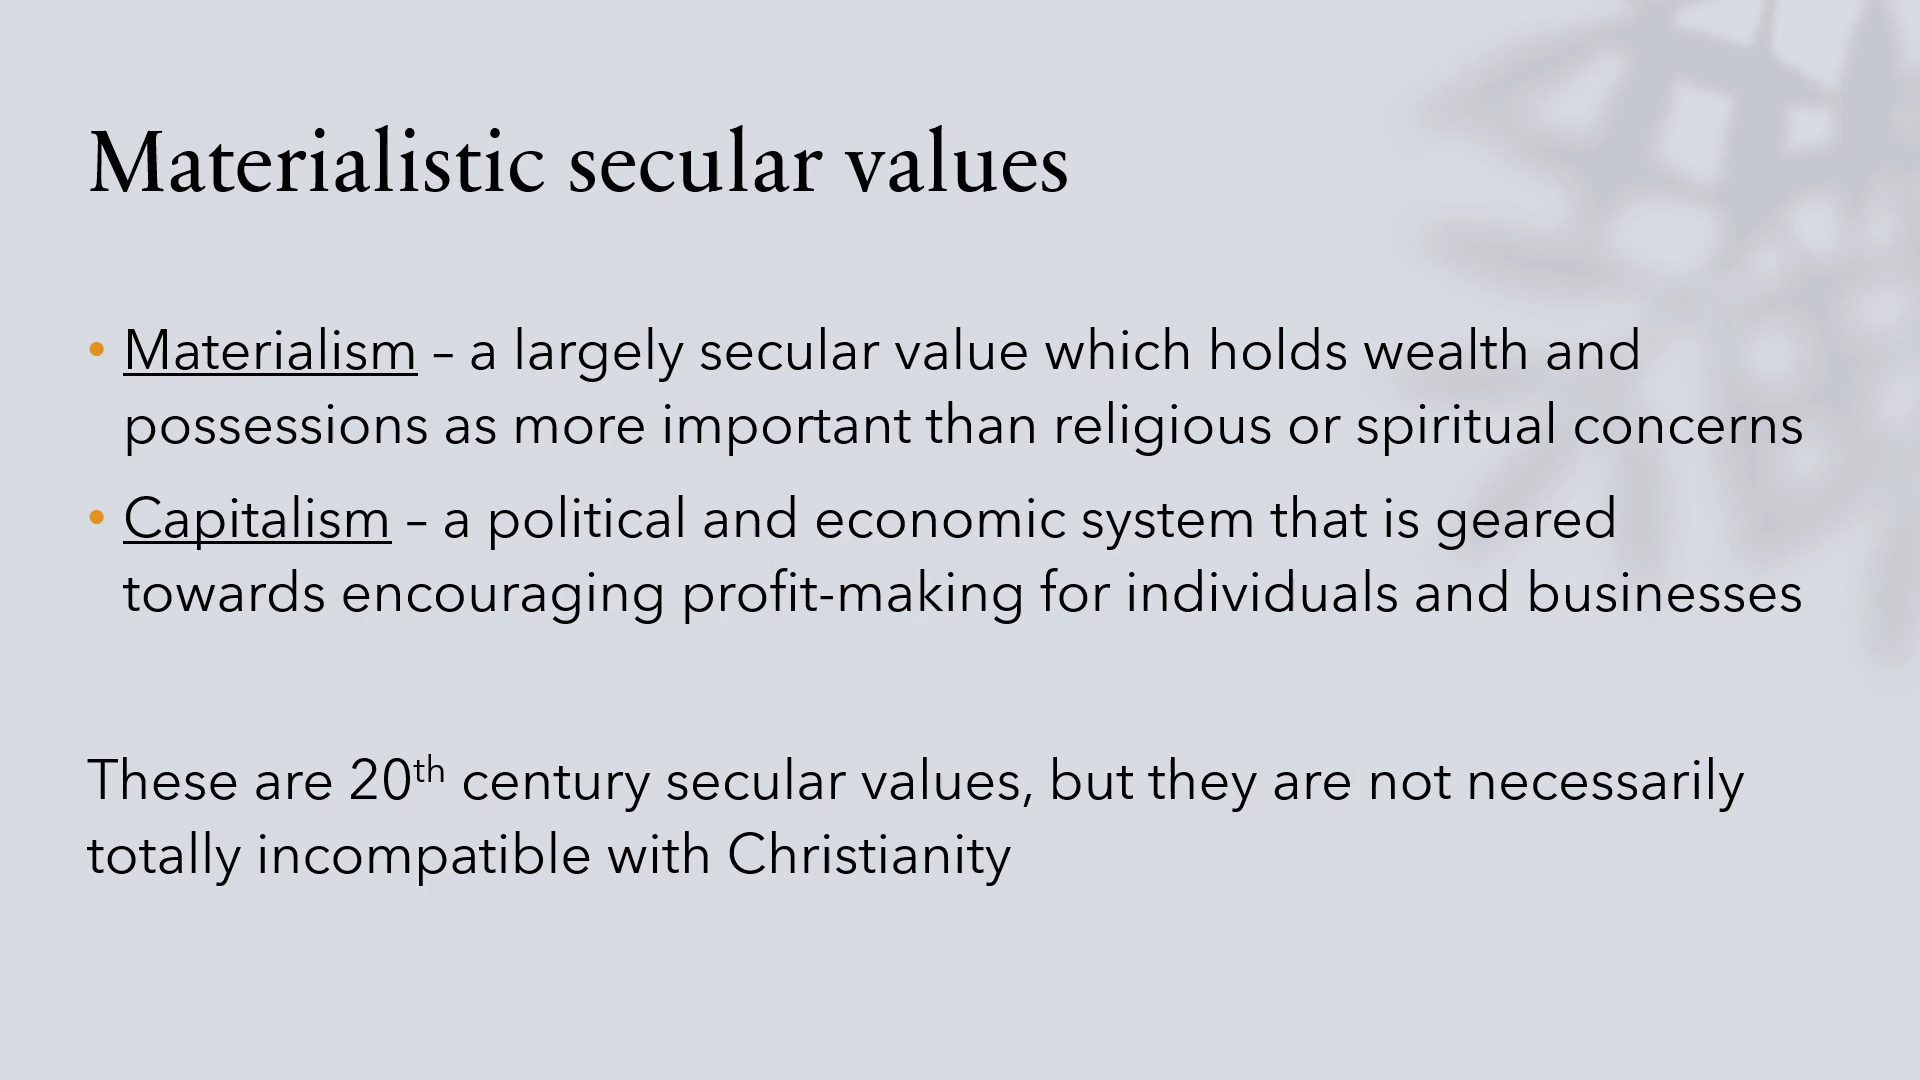 Materialistic secular values
• Materialism – a largely secular value which holds wealth and
possessions as more important than religious or spiritual concerns
• Capitalism – a political and economic system that is geared
towards encouraging profit-making for individuals and businesses
These are 20th century secular values, but they are not necessarily
totally incompatible with Christianity